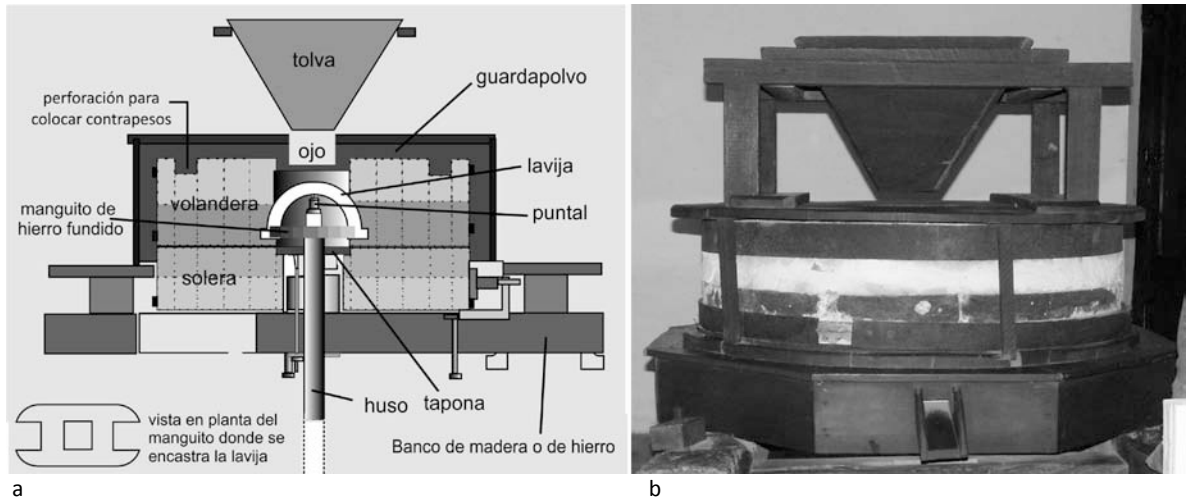 tolva
guardapolvo
perforación para
colocar contrapesos
ojo
lavija
volandera
puntal
manguito de
hierro fundido
solera
huso
tapona
vista en planta del
manguito donde se
encastra la lavija
Banco de madera o de hierro
a
b